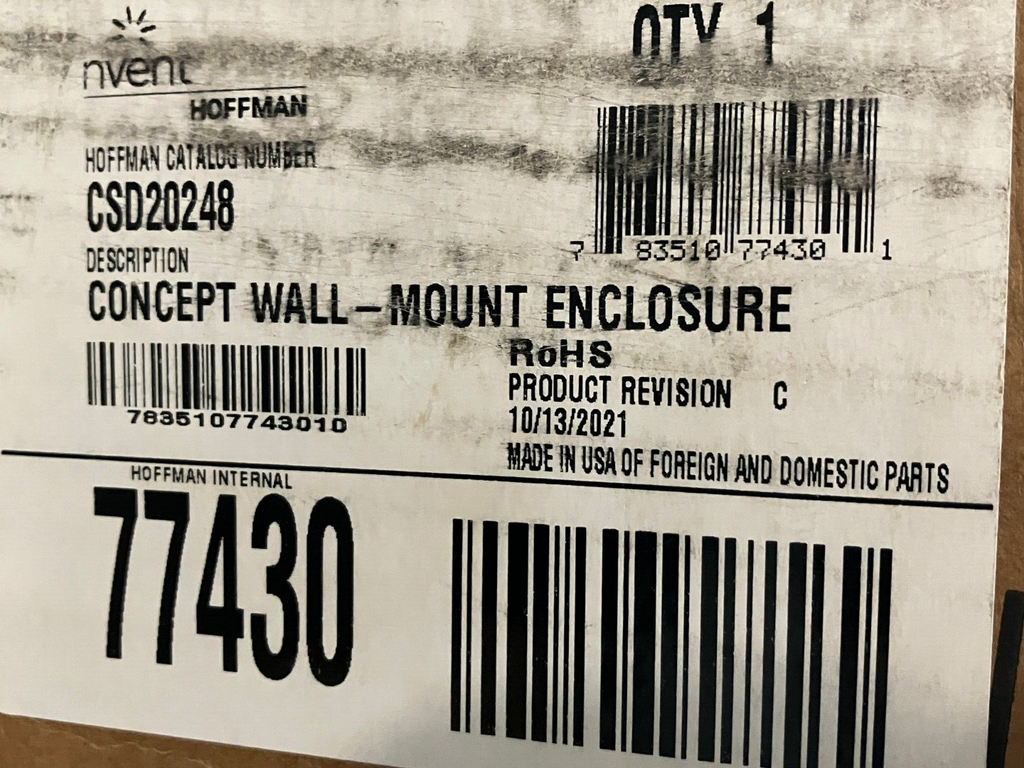 nvent
QTY 1
HOFFMAN
HOFFMAN CATALOG NUMBER
CSD20248
7 83510 77430 1
DESCRIPTION
CONCEPT WALL-MOUNT ENCLOSURE
RoHS
PRODUCT REVISION C
7835107743010
10/13/2021
MADE IN USA OF FOREIGN AND DOMESTIC PARTS
HOFFMAN INTERNAL
77430